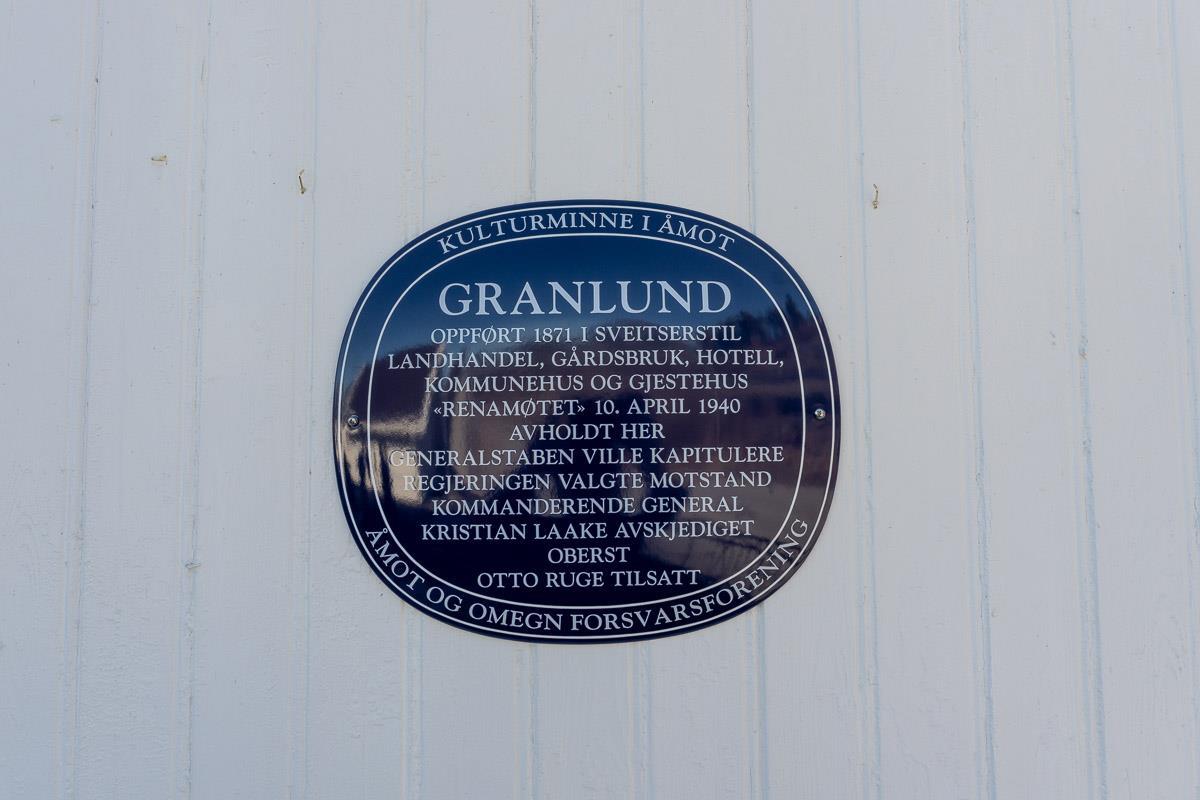 KULTURMINNE I ÅMOT
GRANLUND
OPPFØRT 1871 I SVEITSERSTIL
LANDHANDEL, GÅRDSBRUK, HOTELL,
KOMMUNEHUS OG GJESTEHUS
«RENAMØTET» 10. APRIL 1940
AVHOLDT HER
GENERALSTABEN VILLE KAPITULERE
REGJERINGEN VALGTE MOTSTAND
KOMMANDERENDE GENERAL
KRISTIAN LAAKE AVSKJEDIGET
OBERST
OTTO RUGE TILSATT
ÅMOT OG OMEGN FORSVARSFORENING